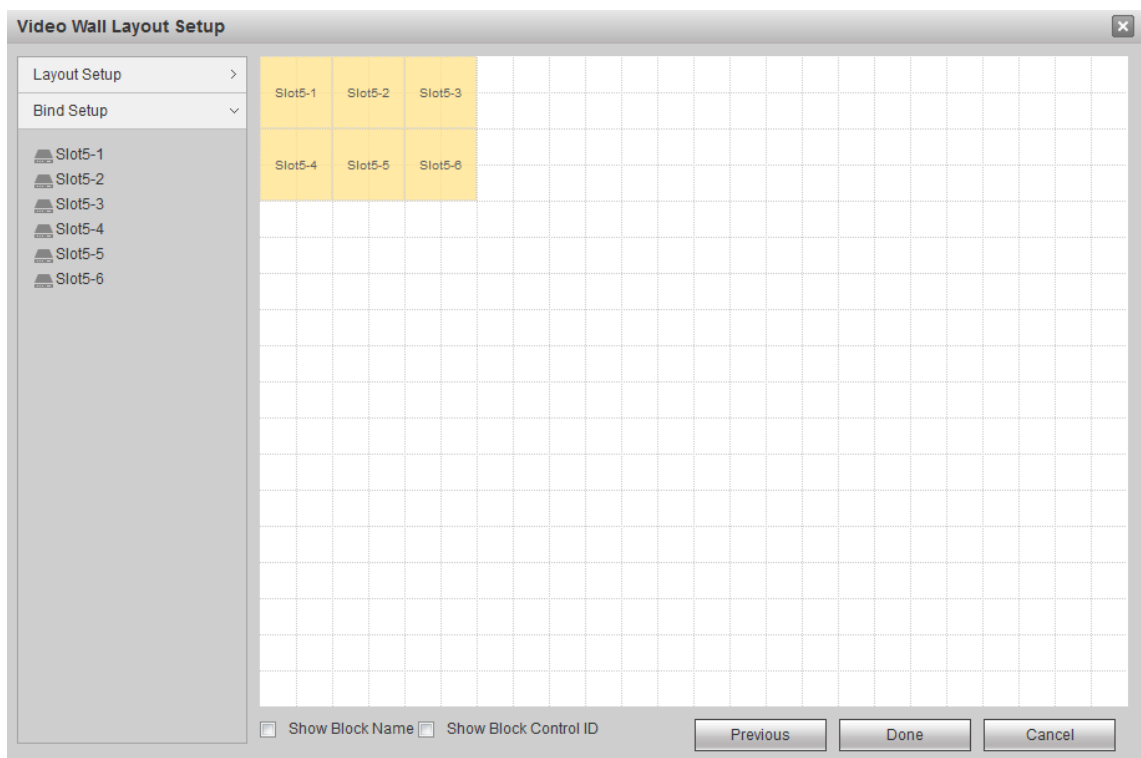 Video Wall Layout Setup
Layout Setup
Bind Setup
Slot5-1
Slot5-2
Slot5-3
Slot5-4
Slot5-5
Slot5-6
Slot5-1 Slot5-2 Slot5-3
Slot5-4 Slot5-5 Slot5-6
Show Block Name Show Block Control ID
Previous Done Cancel